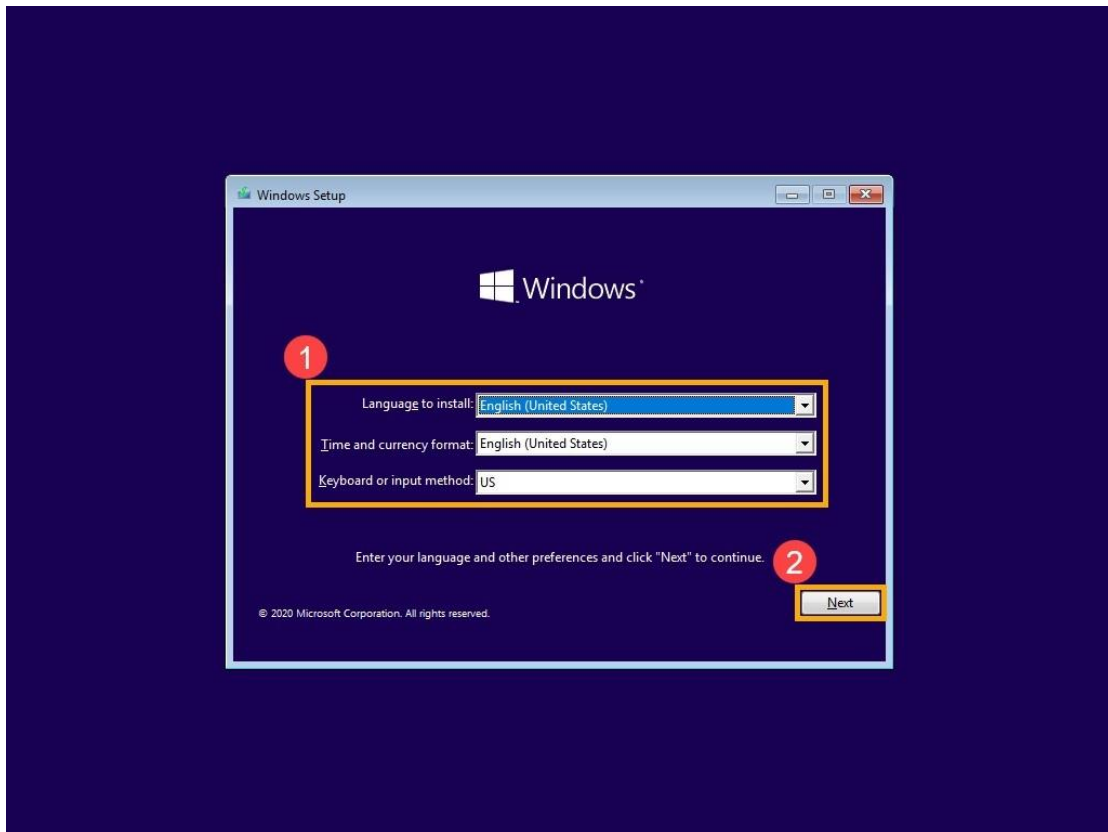 Windows Setup
Windows
1
Language to install: English (United States)
Time and currency format: English (United States)
Keyboard or input method: US
Enter your language and other preferences and click "Next" to continue.
2
Next
© 2020 Microsoft Corporation. All rights reserved.